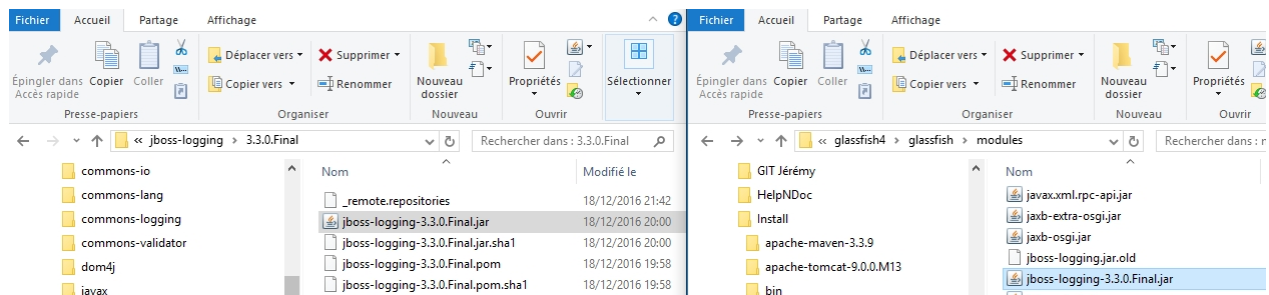 Fichier Accueil Partage Affichage
Épingler dans Accès rapide
Copier
Coller
Déplacer vers
Copier vers
Supprimer
Renommer
Nouveau dossier
Propriétés
Sélectionner
Presse-papiers Organiser Nouveau Ouvrir
« jboss-logging > 3.3.0.Final
Rechercher dans : 3.3.0.Final
commons-io
commons-lang
commons-logging
commons-validator
dom4j
javax
Nom Modifié le
_remote.repositories 18/12/2016 21:42
jboss-logging-3.3.0.Final.jar 18/12/2016 20:00
jboss-logging-3.3.0.Final.jar.sha1 18/12/2016 20:00
jboss-logging-3.3.0.Final.pom 18/12/2016 19:58
jboss-logging-3.3.0.Final.pom.sha1 18/12/2016 19:58
Fichier Accueil Partage Affichage
Épingler dans Accès rapide
Copier
Coller
Déplacer vers
Copier vers
Supprimer
Renommer
Nouveau dossier
Propriétés
Presse-papiers Organiser Nouveau Ouvrir
« glassfish4 > glassfish > modules
Rechercher dans : 
GIT Jérémy
HelpNDoc
Install
apache-maven-3.3.9
apache-tomcat-9.0.0.M13
bin
Nom
javax.xml.rpc-api.jar
jaxb-extra-osgi.jar
jaxb-osgi.jar
jboss-logging.jar.old
jboss-logging-3.3.0.Final.jar